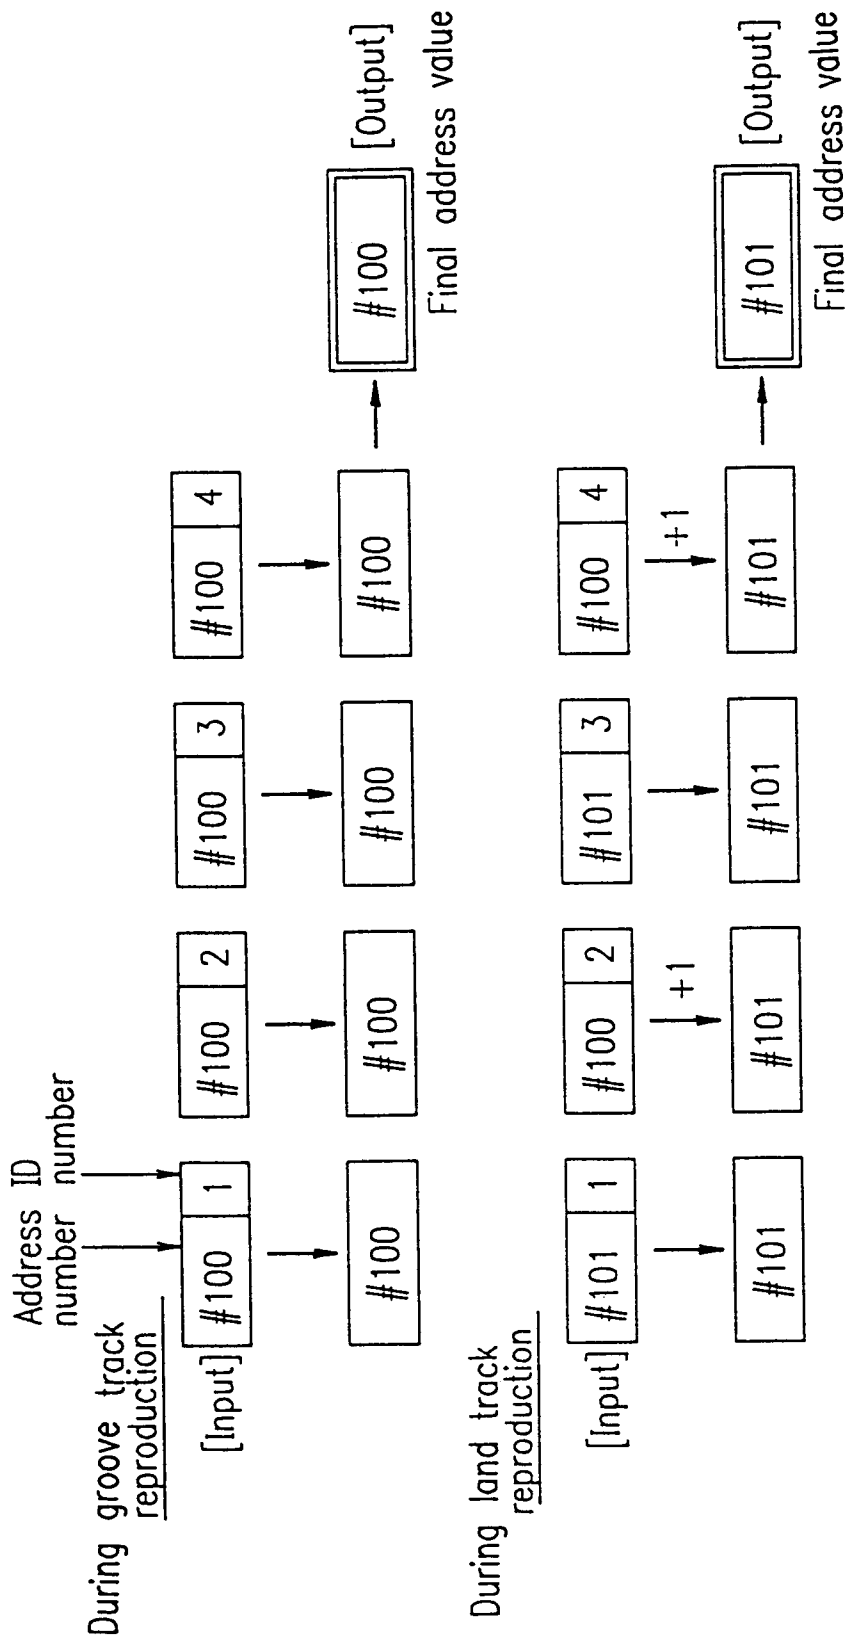 Address ID
number number
During groove track
reproduction
[Input] #100 1 #100 2 #100 3 #100 4
#100 #100 #100 #100 #100 [Output]
Final address value
During land track
reproduction
[Input] #101 1 #100 2 #101 3 #100 4
+1 +1
#101 #101 #101 #101 #101 [Output]
Final address value